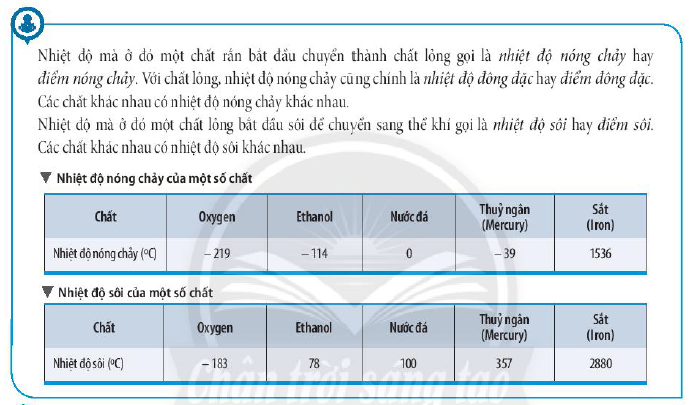 Nhiệt độ mà ở đó một chất rắn bắt đầu chuyển thành chất lỏng gọi là nhiệt độ nóng chảy hay
điểm nóng chảy. Với chất lỏng, nhiệt độ nóng chảy cũng chính là nhiệt độ đông đặc hay điểm đông đặc.
Các chất khác nhau có nhiệt độ nóng chảy khác nhau.
Nhiệt độ mà ở đó một chất lỏng bắt đầu sôi để chuyển sang thể khí gọi là nhiệt độ sôi hay điểm sôi.
Các chất khác nhau có nhiệt độ sôi khác nhau.
▼ Nhiệt độ nóng chảy của một số chất
Chất Oxygen Ethanol Nước đá Thuỷ ngân (Mercury) Sắt (Iron)
Nhiệt độ nóng chảy (ºC) – 219 – 114 0 – 39 1536
▼ Nhiệt độ sôi của một số chất
Chất Oxygen Ethanol Nước đá Thuỷ ngân (Mercury) Sắt (Iron)
Nhiệt độ sôi (ºC) – 183 78 100 357 2880
Chân trời sáng tạo